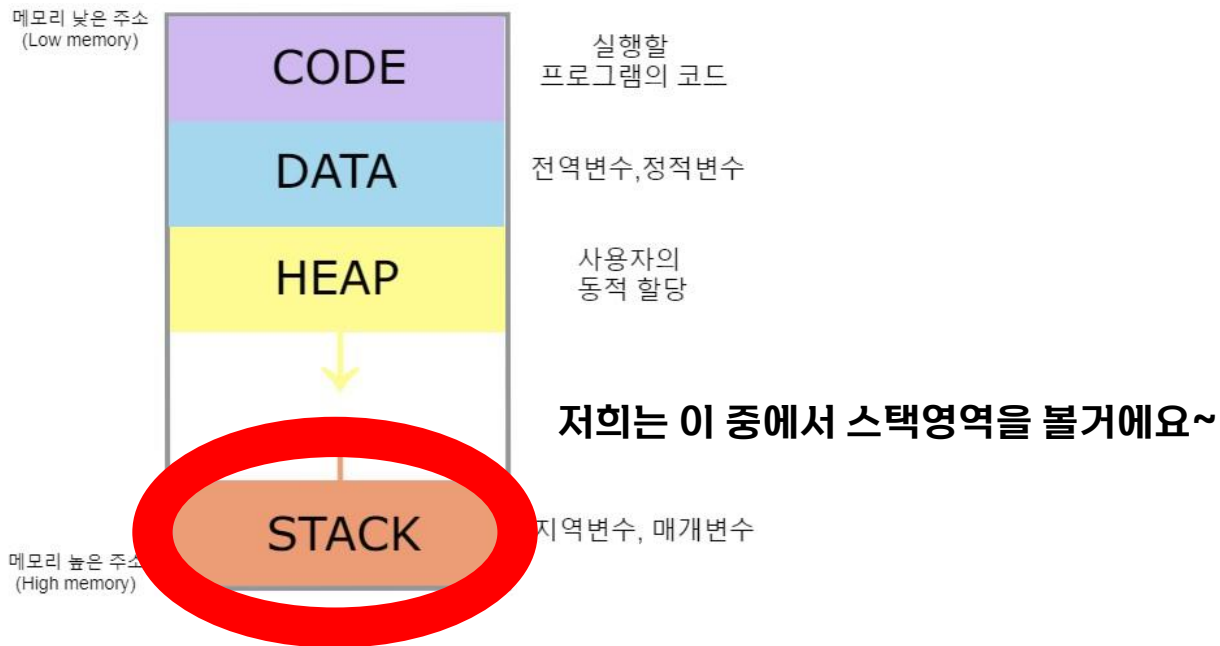 메모리 낮은 주소
(Low memory)
CODE
실행할
프로그램의 코드
DATA
전역변수,정적변수
HEAP
사용자의
동적 할당
저희는 이 중에서 스택영역을 볼거에요~
STACK
지역변수, 매개변수
메모리 높은 주소
(High memory)